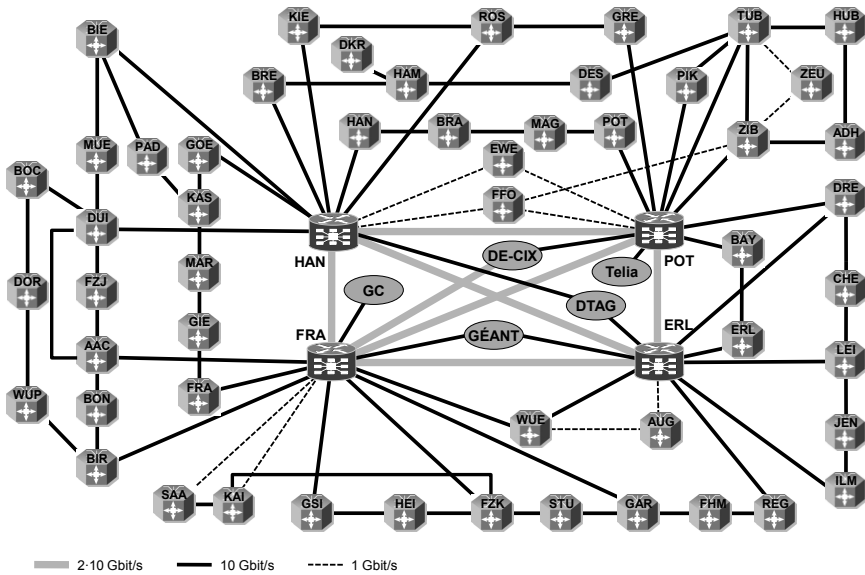 KIE
RÖS
GRE
TUB
HUB
BIE
DKR
BRE
HAM
DES
PIK
ZEU
HAN
BRA
MAG
POT
ZIB
ADH
MUE
PAD
GOE
EWE
BOC
KAS
FFO
DRE
DUI
HAN
POT
BAY
DE-CIX
Telia
MAR
DOR
FZJ
GC
DTAG
CHE
FRA
GÉANT
ERL
GIE
ERL
AAC
LEI
WUP
BON
FRA
WUE
AUG
JEN
BIR
SAA
KAI
GSI
HEI
FZK
STU
GAR
FHM
REG
ILM
2·10 Gbit/s
10 Gbit/s
1 Gbit/s